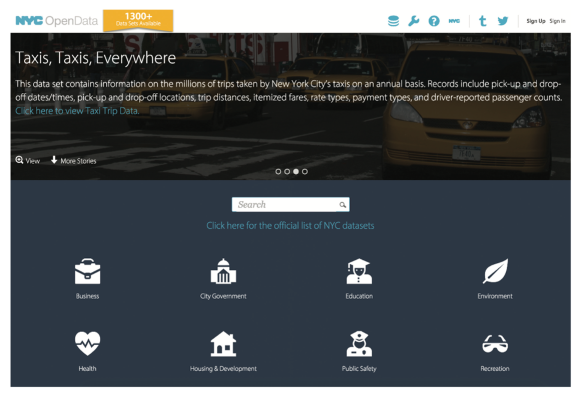 NYC OpenData
1300+
Data Sets Available
NYC
Sign Up Sign In
Taxis, Taxis, Everywhere
This data set contains information on the millions of trips taken by New York City's taxis on an annual basis. Records include pick-up and drop-
off dates/times, pick-up and drop-off locations, trip distances, itemized fares, rate types, payment types, and driver-reported passenger counts.
Click here to view Taxi Trip Data.
View More Stories
Search
Click here for the official list of NYC datasets
Business City Government Education Environment
Health Housing & Development Public Safety Recreation